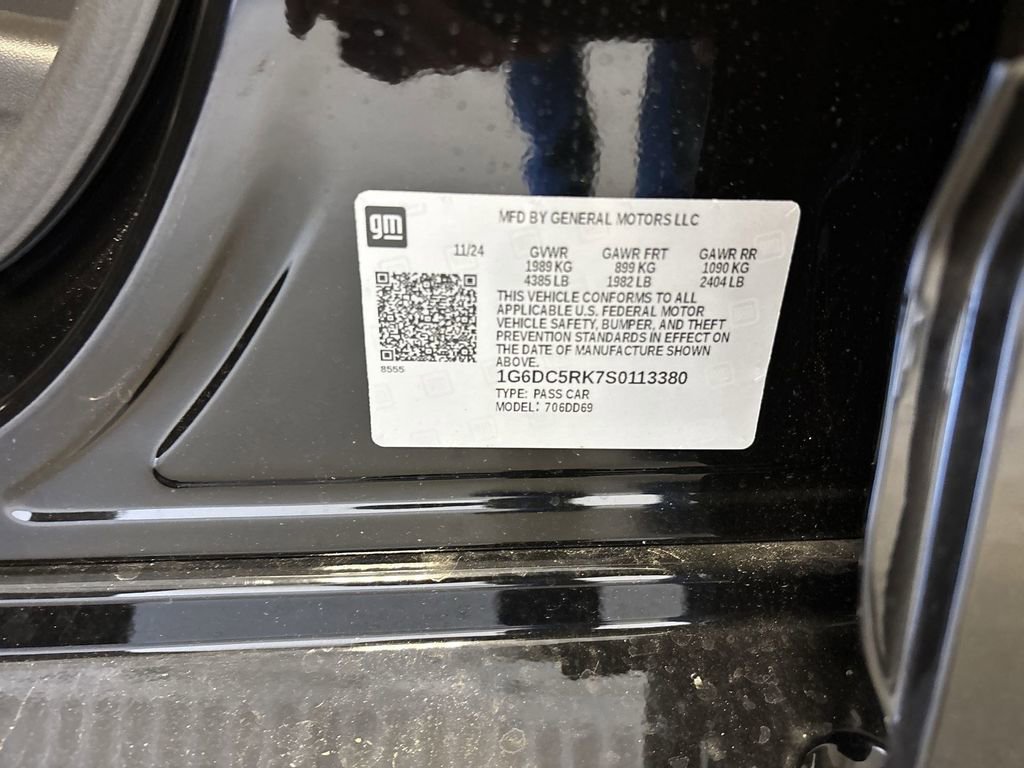 gm
MFD BY GENERAL MOTORS LLC
11/24
GVWR GAWR FRT GAWR RR
1989 KG 899 KG 1090 KG
4385 LB 1982 LB 2404 LB
THIS VEHICLE CONFORMS TO ALL
APPLICABLE U.S. FEDERAL MOTOR
VEHICLE SAFETY, BUMPER, AND THEFT
PREVENTION STANDARDS IN EFFECT ON
THE DATE OF MANUFACTURE SHOWN
ABOVE.
8555
1G6DC5RK7S0113380
TYPE: PASS CAR
MODEL: 706DD69